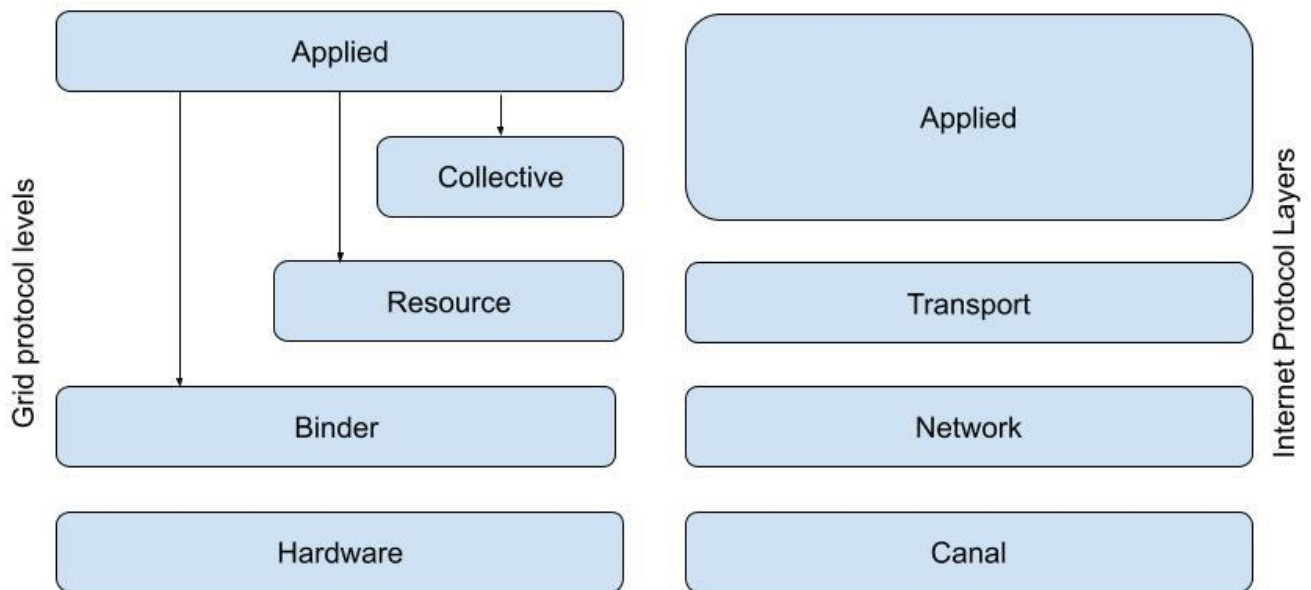 Grid protocol levels
Applied
Collective
Resource
Binder
Hardware
Applied
Transport
Network
Canal
Internet Protocol Layers